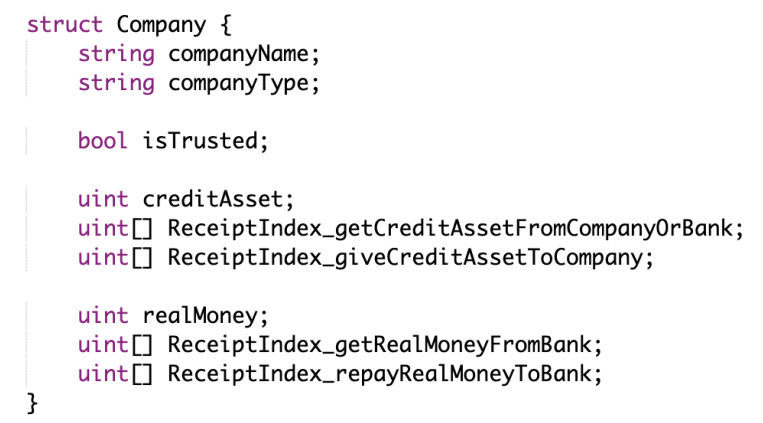 struct Company {
    string companyName;
    string companyType;

    bool isTrusted;

    uint creditAsset;
    uint[] ReceiptIndex_getCreditAssetFromCompanyOrBank;
    uint[] ReceiptIndex_giveCreditAssetToCompany;

    uint realMoney;
    uint[] ReceiptIndex_getRealMoneyFromBank;
    uint[] ReceiptIndex_repayRealMoneyToBank;
}